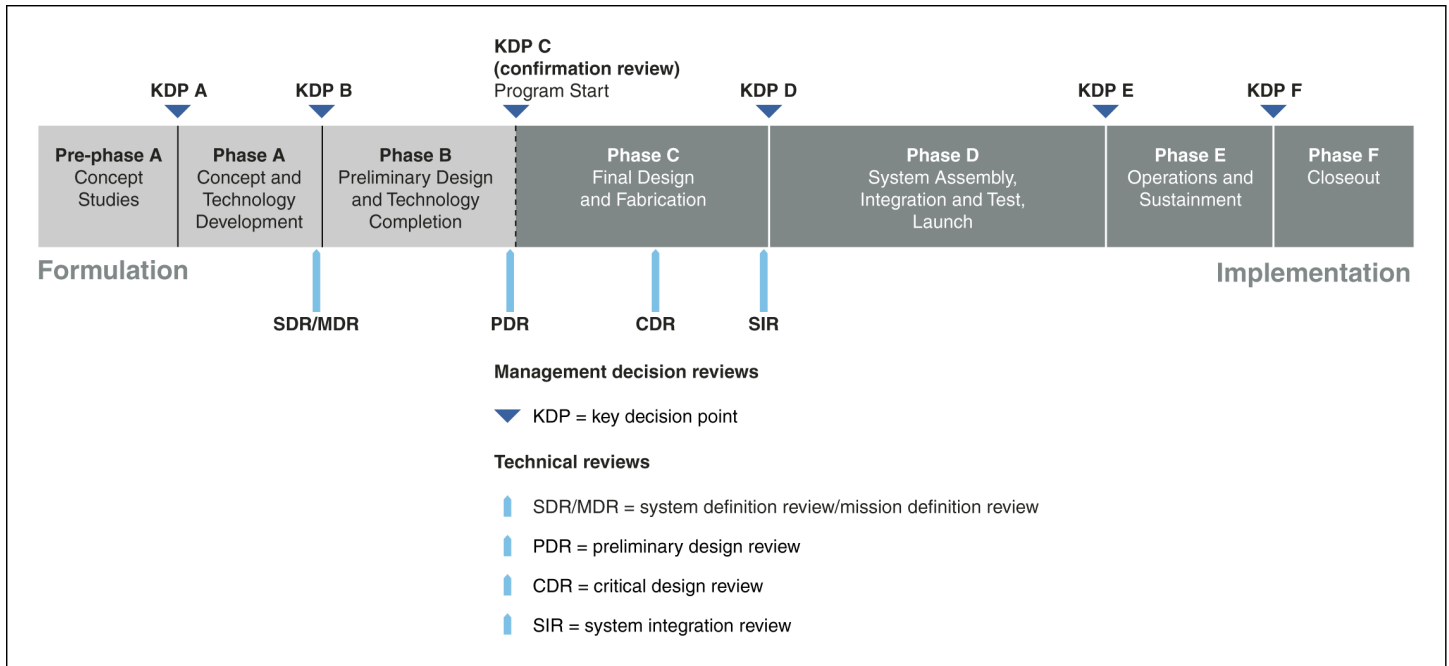 KDP C
(confirmation review)
Program Start
KDP A
KDP B
KDP D
KDP E
KDP F
Pre-phase A
Concept
Studies
Phase A
Concept and
Technology
Development
Phase B
Preliminary Design
and Technology
Completion
Phase C
Final Design
and Fabrication
Phase D
System Assembly,
Integration and Test,
Launch
Phase E
Operations and
Sustainment
Phase F
Closeout
Formulation
Implementation
SDR/MDR
PDR
CDR
SIR
Management decision reviews
KDP = key decision point
Technical reviews
SDR/MDR = system definition review/mission definition review
PDR = preliminary design review
CDR = critical design review
SIR = system integration review